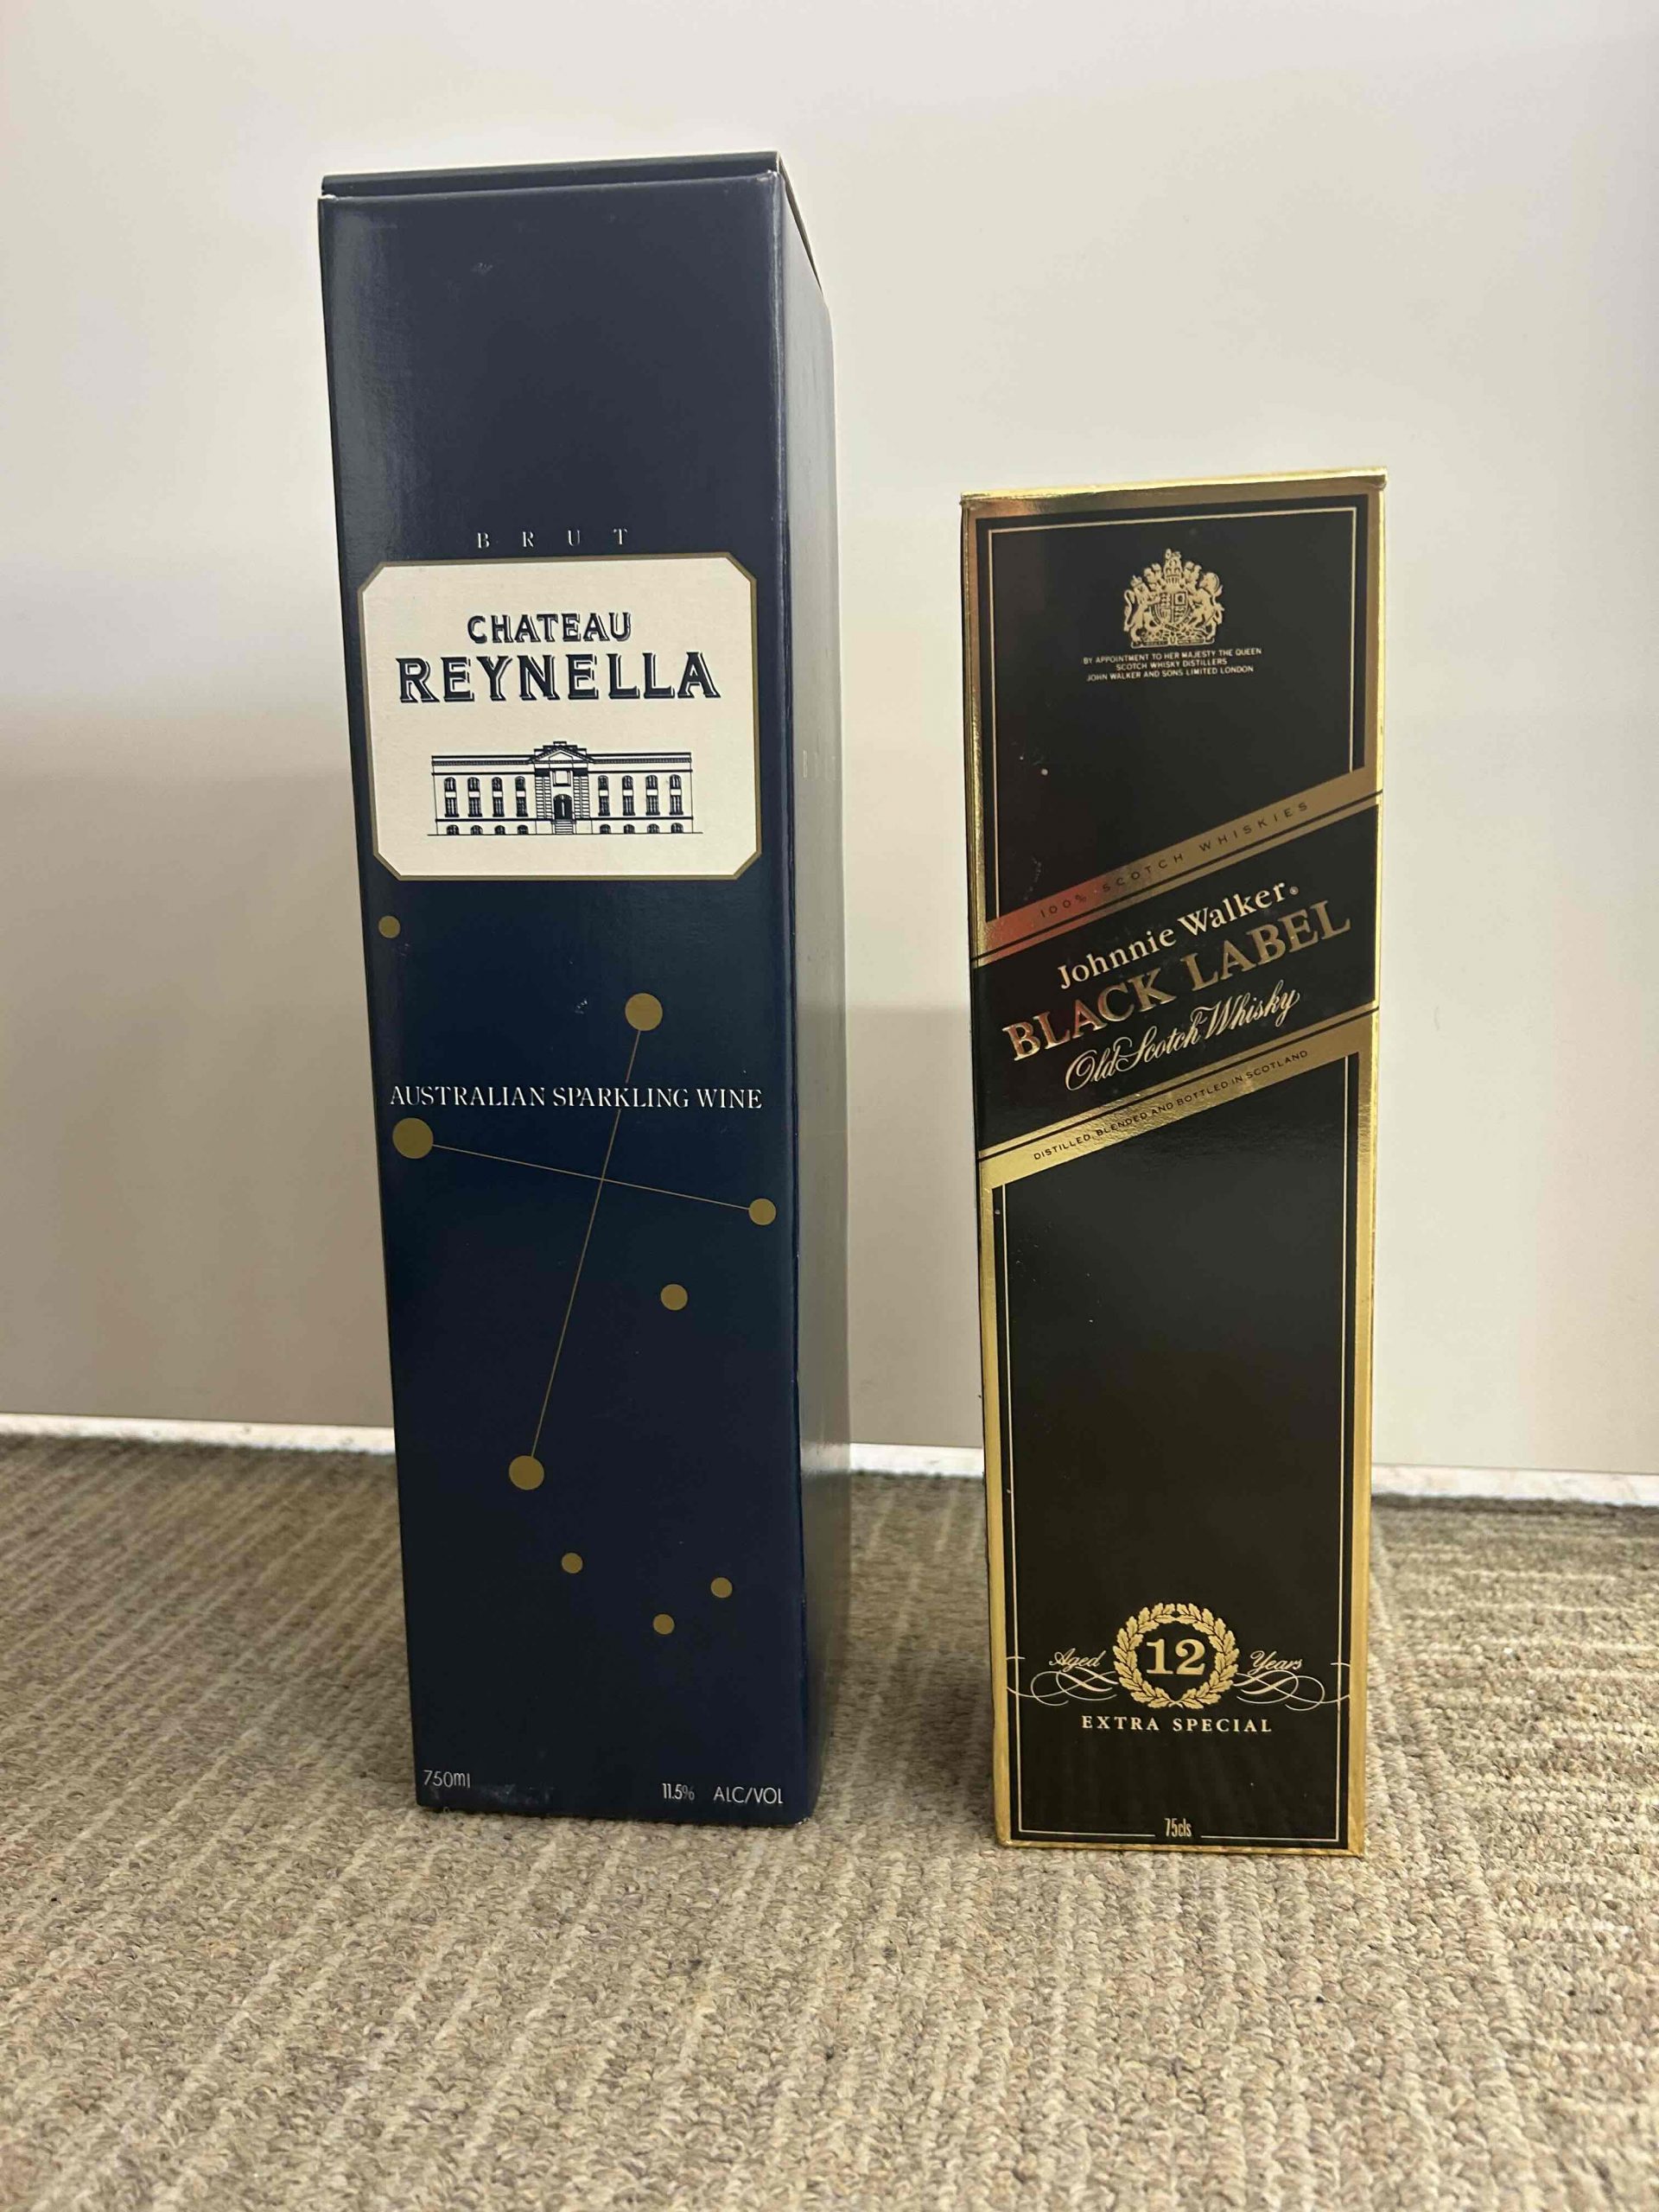 BRUT
CHATEAU
REYNELLA
AUSTRALIAN SPARKLING WINE
750ml
11.5% ALC/VOL
BY APPOINTMENT TO HER MAJESTY THE QUEEN
SCOTCH WHISKY DISTILLERS
JOHN WALKER AND SONS LIMITED LONDON
100% SCOTCH WHISKIES
Johnnie Walker®
BLACK LABEL
Old Scotch Whisky
DISTILLED, BLENDED AND BOTTLED IN SCOTLAND
Aged 12 Years
EXTRA SPECIAL
75cls